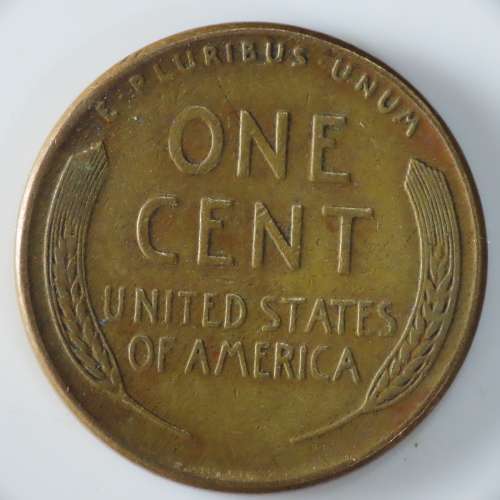 E · PLURIBUS · UNUM
ONE
CENT
UNITED STATES
OF AMERICA